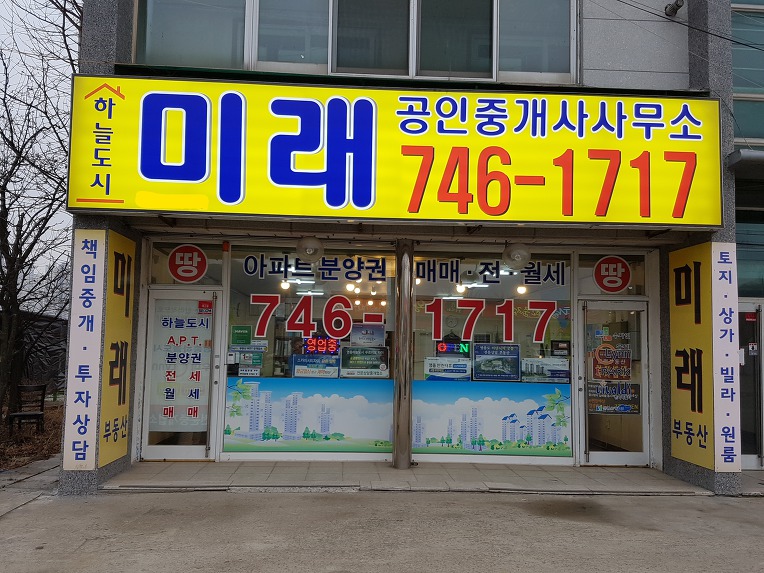 하늘도시
미래
공인중개사사무소
746-1717
책임중개·투자상담
미래
부동산
땅
하늘도시
A.P.T.
분양권
전세
월세
매매
아파트분양권 매매·전·월세
746-1717
영업중
땅
미래
부동산
토지·상가 빌라·원룸